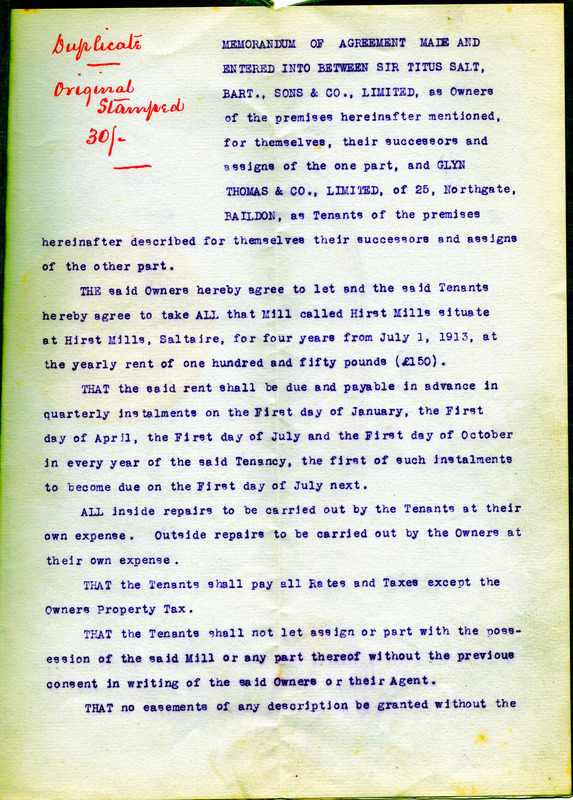 Duplicate
Original
Stamped
30/-
MEMORANDUM OF AGREEMENT MADE AND
ENTERED INTO BETWEEN SIR TITUS SALT,
BART., SONS & CO., LIMITED, as Owners
of the premises hereinafter mentioned,
for themselves, their successors and
assigns of the one part, and GLYN
THOMAS & CO., LIMITED, of 25, Northgate,
BAILDON, as Tenants of the premises
hereinafter described for themselves their successors and assigns
of the other part.
THE said Owners hereby agree to let and the said Tenants
hereby agree to take ALL that Mill called Hirst Mills situate
at Hirst Mills, Saltaire, for four years from July 1, 1913, at
the yearly rent of one hundred and fifty pounds (£150).
THAT the said rent shall be due and payable in advance in
quarterly instalments on the First day of January, the First
day of April, the First day of July and the First day of October
in every year of the said Tenancy, the first of such instalments
to become due on the First day of July next.
ALL inside repairs to be carried out by the Tenants at their
own expense. Outside repairs to be carried out by the Owners at
their own expense.
THAT the Tenants shall pay all Rates and Taxes except the
Owners Property Tax.
THAT the Tenants shall not let assign or part with the poss-
ession of the said Mill or any part thereof without the previous
consent in writing of the said Owners or their Agent.
THAT no easements of any description be granted without the